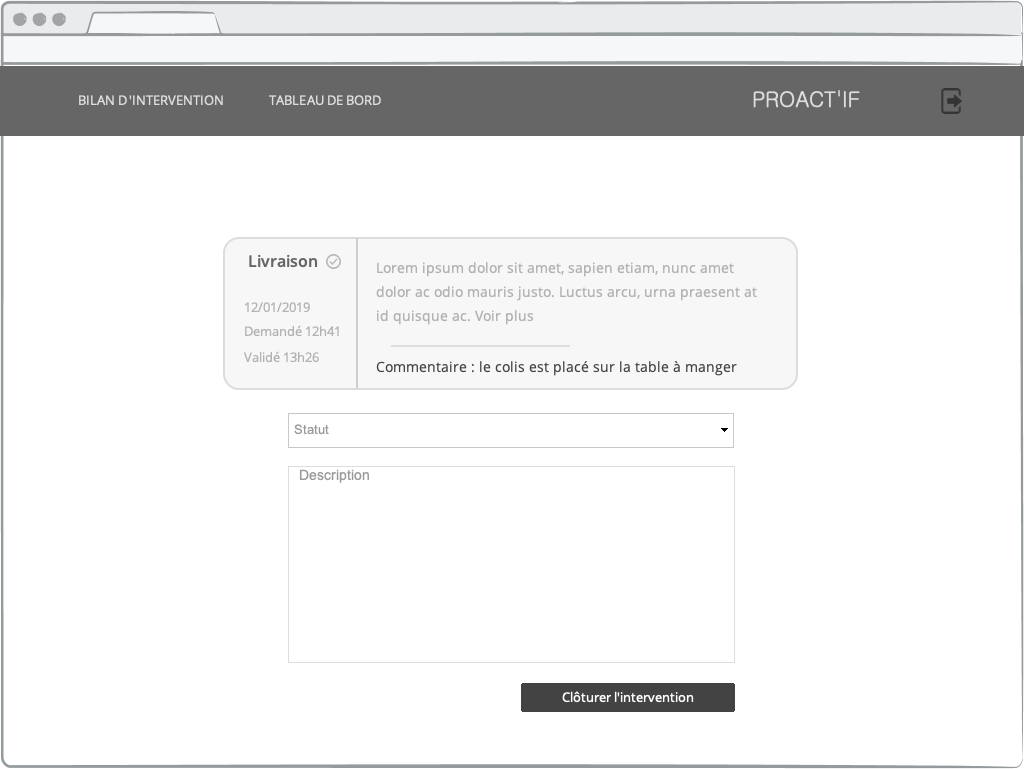 BILAN D'INTERVENTION
TABLEAU DE BORD
PROACT'IF
Livraison
12/01/2019
Demandé 12h41
Validé 13h26
Lorem ipsum dolor sit amet, sapien etiam, nunc amet
dolor ac odio mauris justo. Luctus arcu, urna praesent at
id quisque ac. Voir plus
Commentaire : le colis est placé sur la table à manger
Statut
Description
Clôturer l'intervention